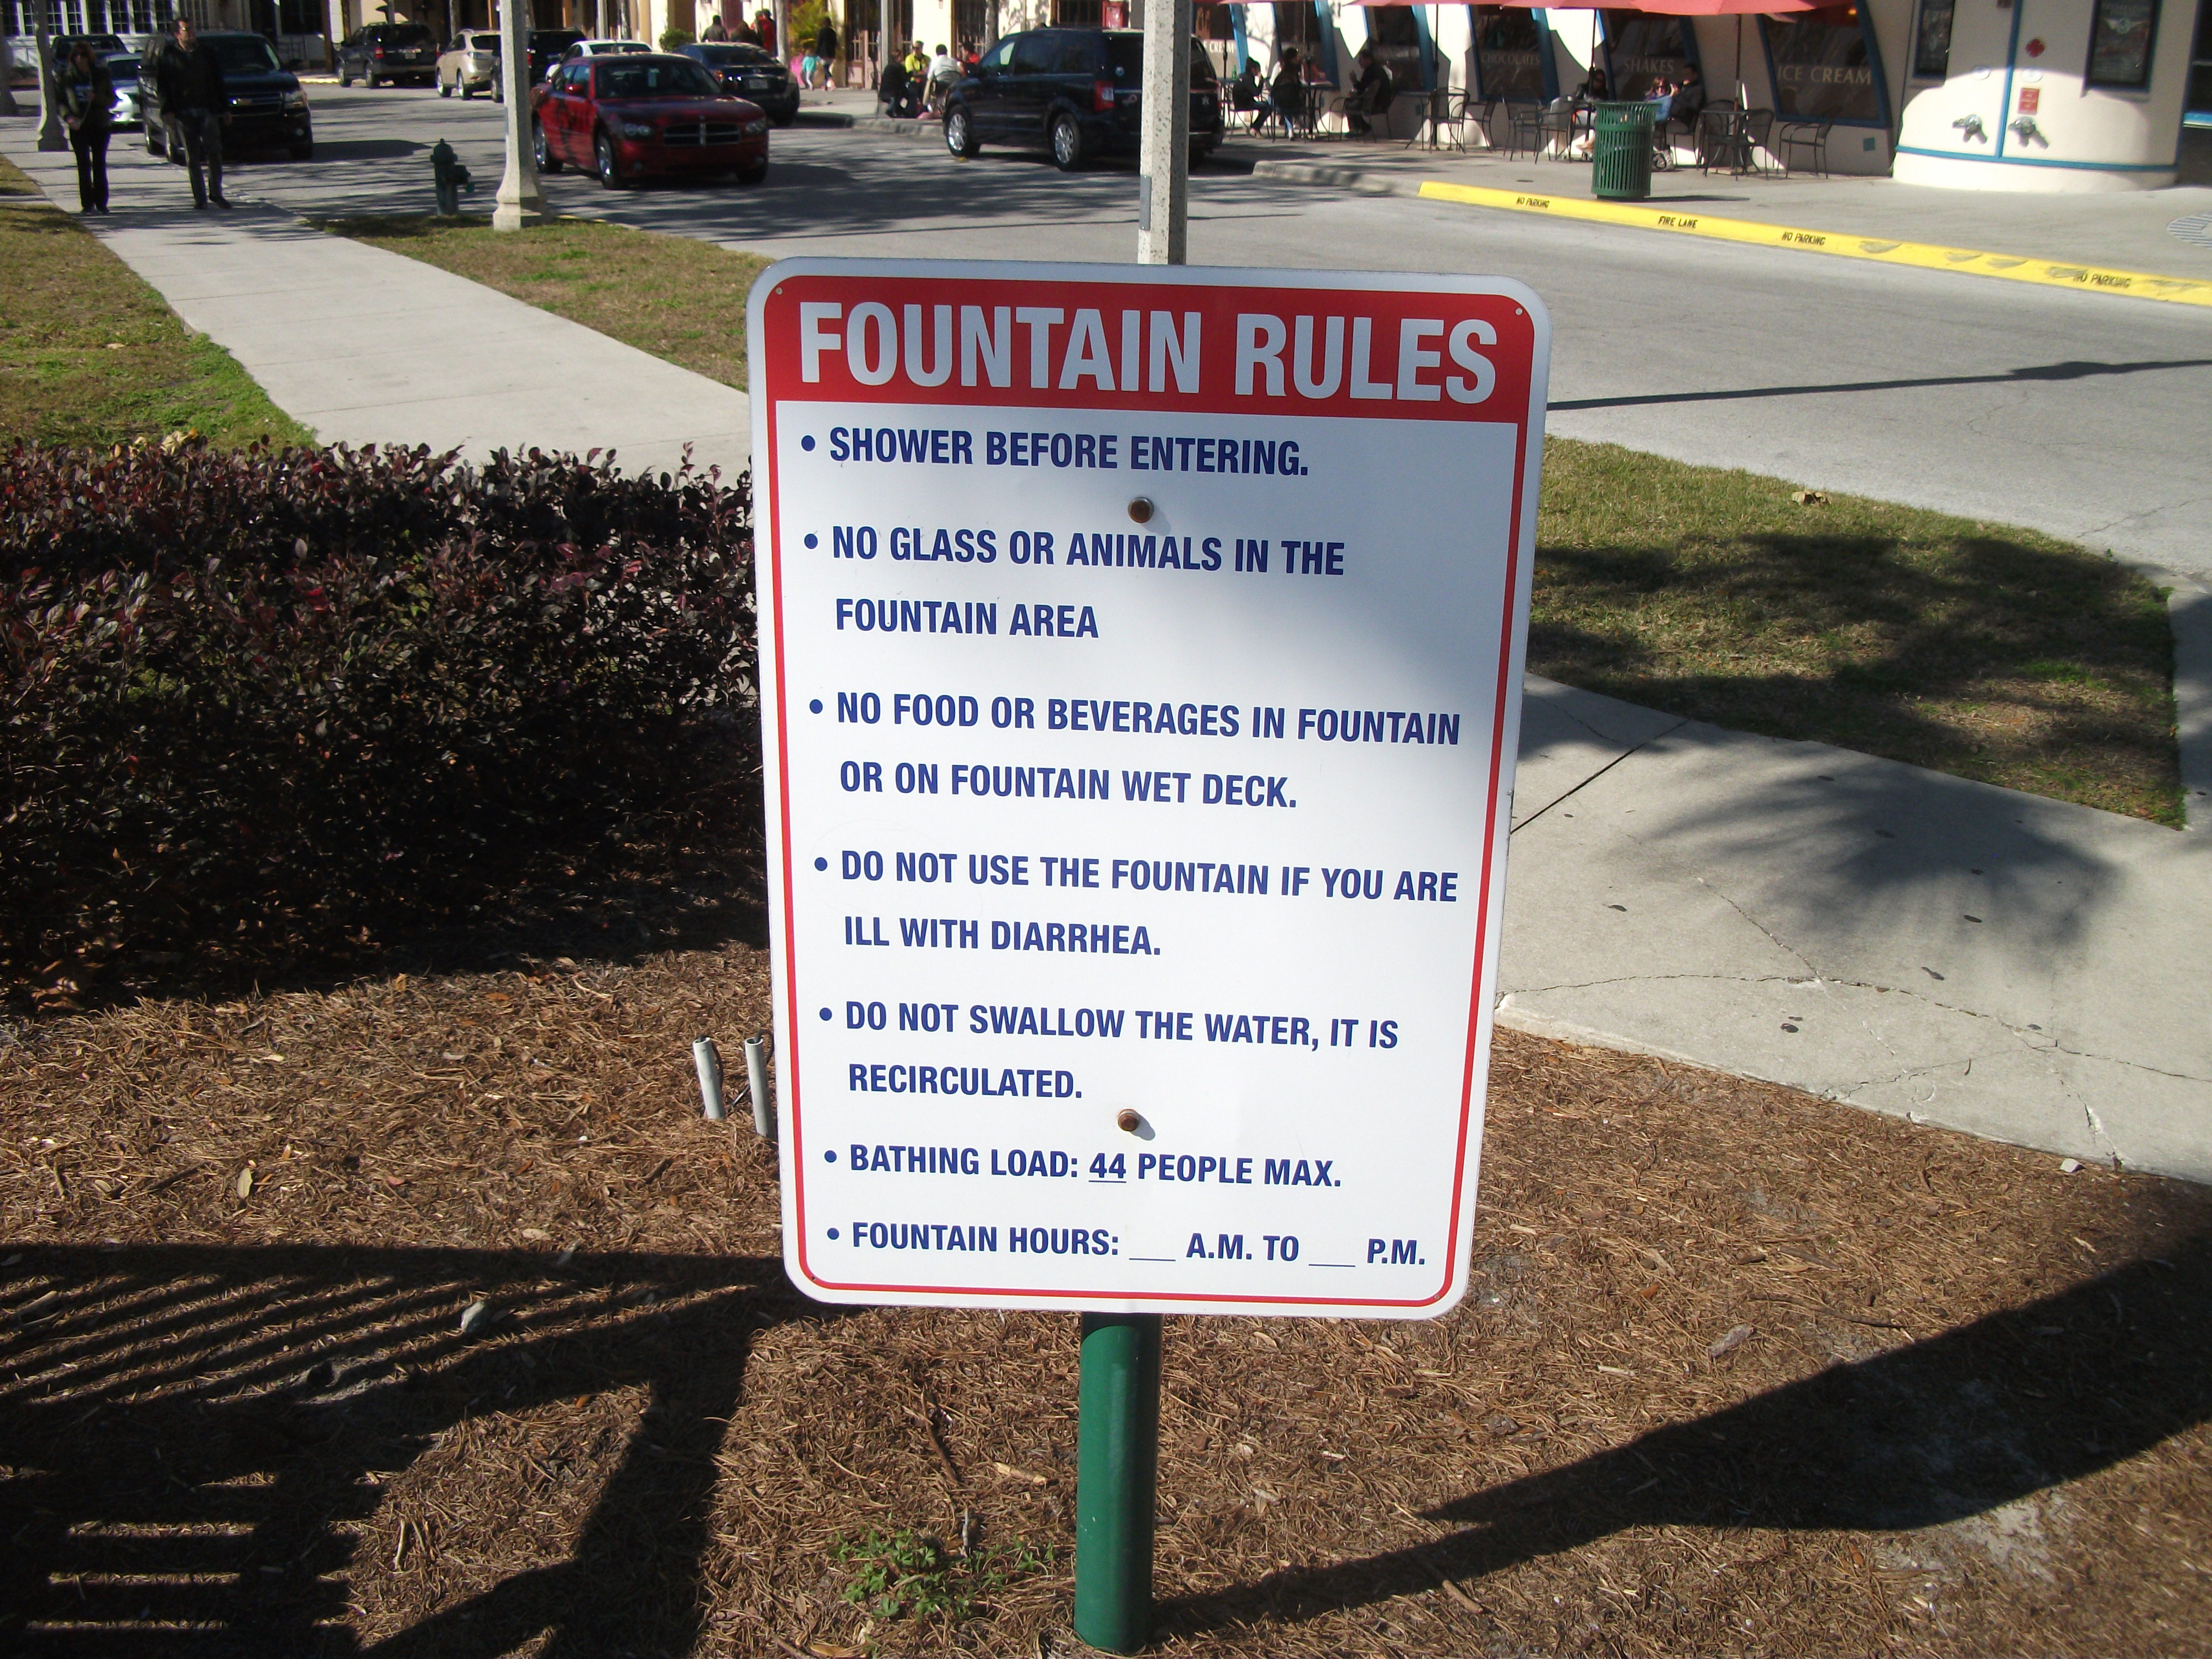 CHOCOLATES
SHAKES
ICE CREAM
NO PARKING
FIRE LANE
NO PARKING
NO PARKING
FOUNTAIN RULES
• SHOWER BEFORE ENTERING.
• NO GLASS OR ANIMALS IN THE
FOUNTAIN AREA
• NO FOOD OR BEVERAGES IN FOUNTAIN
OR ON FOUNTAIN WET DECK.
• DO NOT USE THE FOUNTAIN IF YOU ARE
ILL WITH DIARRHEA.
• DO NOT SWALLOW THE WATER, IT IS
RECIRCULATED.
• BATHING LOAD: 44 PEOPLE MAX.
• FOUNTAIN HOURS: ___ A.M. TO ___ P.M.